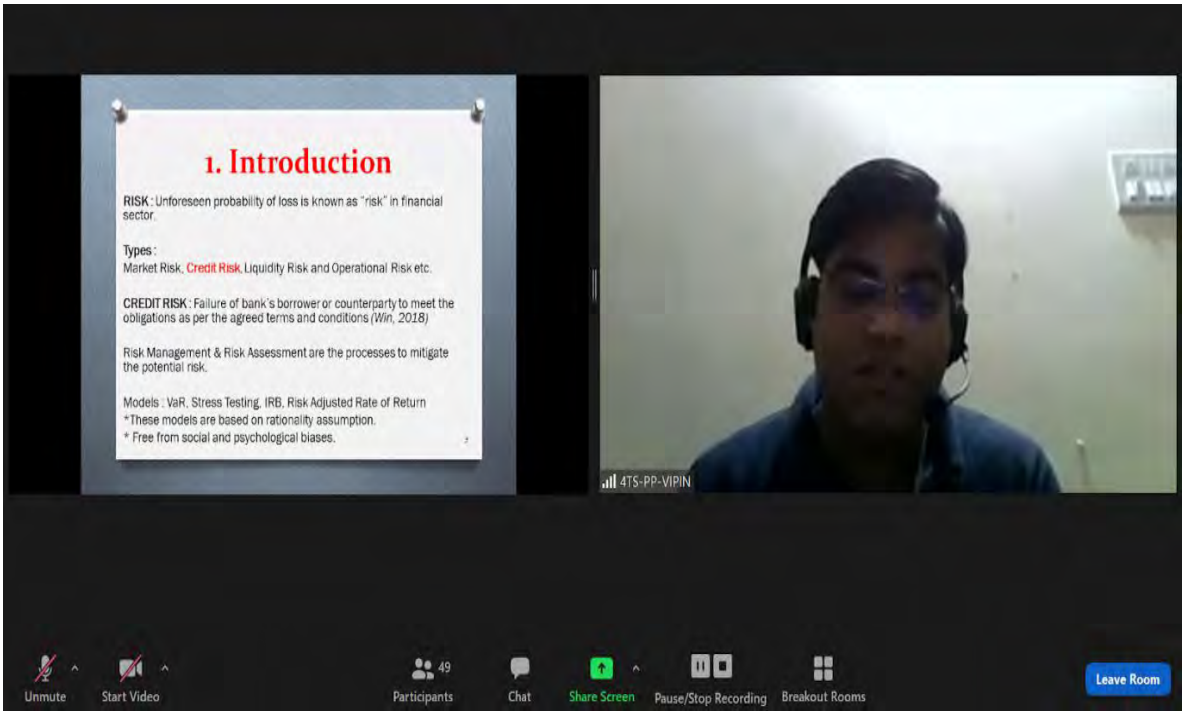 1. Introduction
RISK : Unforeseen probability of loss is known as "risk" in financial
sector.
Types :
Market Risk, Credit Risk, Liquidity Risk and Operational Risk etc.
CREDIT RISK : Failure of bank's borrower or counterparty to meet the
obligations as per the agreed terms and conditions (Win, 2018)
Risk Management & Risk Assessment are the processes to mitigate
the potential risk.
Models : VaR, Stress Testing, IRB, Risk Adjusted Rate of Return
*These models are based on rationality assumption.
* Free from social and psychological biases.
4TS-PP-VIPIN
49
Unmute
Start Video
Participants
Chat
Share Screen
Pause/Stop Recording
Breakout Rooms
Leave Room